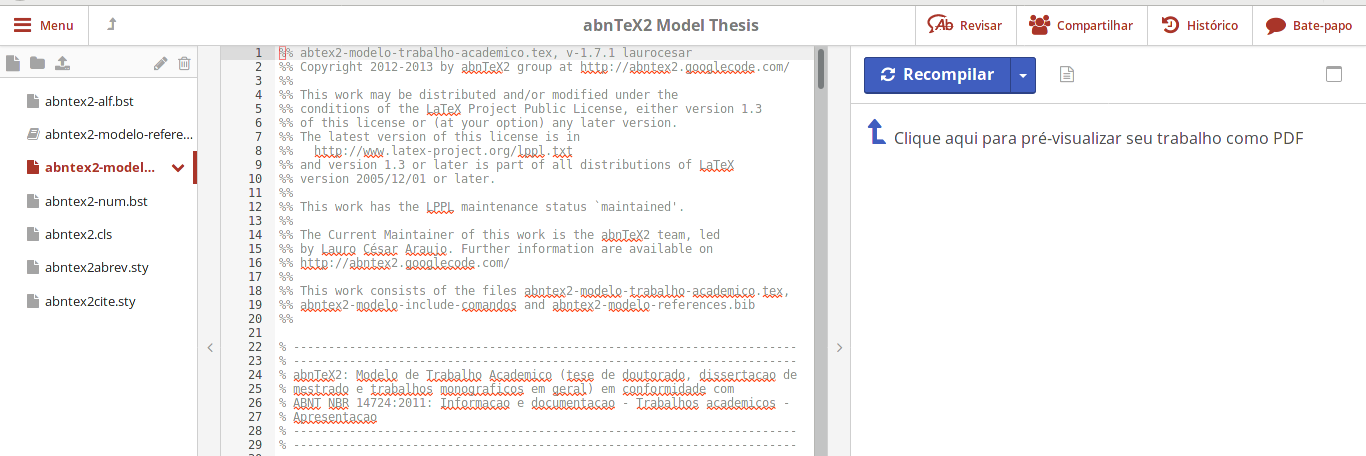 Menu
abnTeX2 Model Thesis
Revisar
Compartilhar
Histórico
Bate-papo
abntex2-alf.bst
abntex2-modelo-refere...
abntex2-model...
abntex2-num.bst
abntex2.cls
abntex2abrev.sty
abntex2cite.sty
1 %% abtex2-modelo-trabalho-academico.tex, v-1.7.1 laurocesar
2 %% Copyright 2012-2013 by abnTeX2 group at http://abntex2.googlecode.com/
3 %%
4 %% This work may be distributed and/or modified under the
5 %% conditions of the LaTeX Project Public License, either version 1.3
6 %% of this license or (at your option) any later version.
7 %% The latest version of this license is in
8 %%   http://www.latex-project.org/lppl.txt
9 %% and version 1.3 or later is part of all distributions of LaTeX
10 %% version 2005/12/01 or later.
11 %%
12 %% This work has the LPPL maintenance status `maintained'.
13 %%
14 %% The Current Maintainer of this work is the abnTeX2 team, led
15 %% by Lauro César Araujo. Further information are available on
16 %% http://abntex2.googlecode.com/
17 %%
18 %% This work consists of the files abntex2-modelo-trabalho-academico.tex,
19 %% abntex2-modelo-include-comandos and abntex2-modelo-references.bib
20 %%
21
22 % ------------------------------------------------------------------------
23 % ------------------------------------------------------------------------
24 % abnTeX2: Modelo de Trabalho Academico (tese de doutorado, dissertacao de
25 % mestrado e trabalhos monograficos em geral) em conformidade com
26 % ABNT NBR 14724:2011: Informacao e documentacao - Trabalhos academicos -
27 % Apresentacao
28 % ------------------------------------------------------------------------
29 % ------------------------------------------------------------------------
Recompilar
Clique aqui para pré-visualizar seu trabalho como PDF